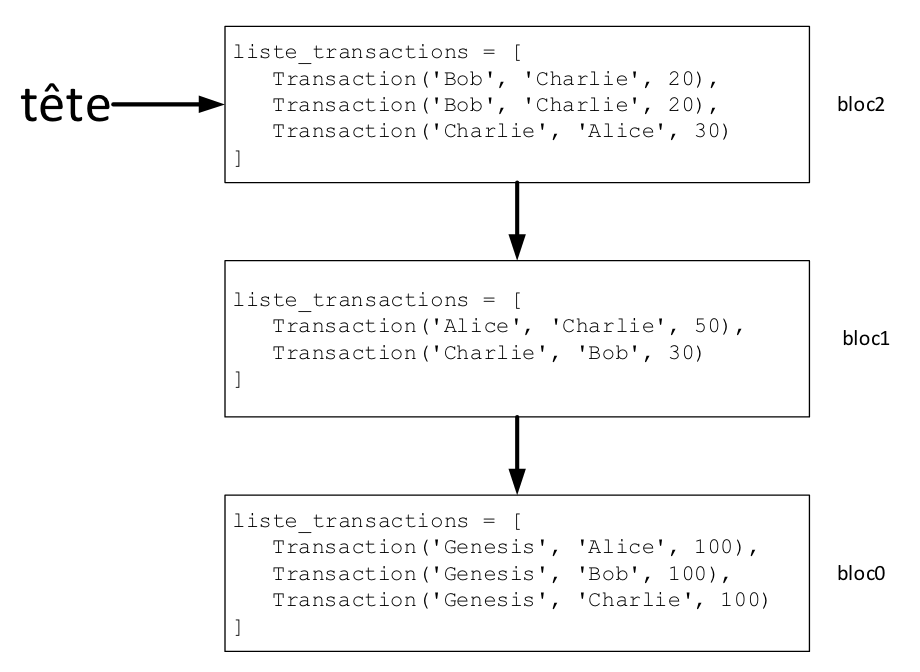 liste_transactions = [
Transaction('Bob', 'Charlie', 20),
tête
Transaction('Bob', 'Charlie', 20),
bloc2
Transaction('Charlie', 'Alice', 30)
]
liste_transactions = [
Transaction('Alice', 'Charlie', 50),
bloc1
Transaction('Charlie', 'Bob', 30)
]
liste_transactions = [
Transaction('Genesis', 'Alice', 100),
Transaction('Genesis', 'Bob', 100),
bloc0
Transaction('Genesis', 'Charlie', 100)
]